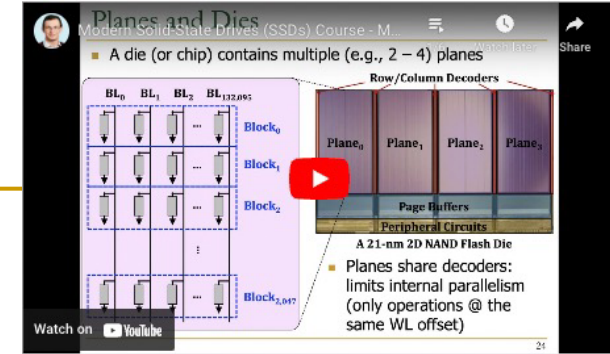 Planes and Dies
Modern Solid-State Drives (SSDs) Course - M...
Watch later
Share
A die (or chip) contains multiple (e.g., 2 – 4) planes
Row/Column Decoders
BL0 BL1 BL2 BL132,095
... Block0
... Block1
... Block2
⋮
... Block2,047
Plane0 Plane1 Plane2 Plane3
Page Buffers
Peripheral Circuits
A 21-nm 2D NAND Flash Die
Planes share decoders:
limits internal parallelism
(only operations @ the
same WL offset)
Watch on YouTube
24